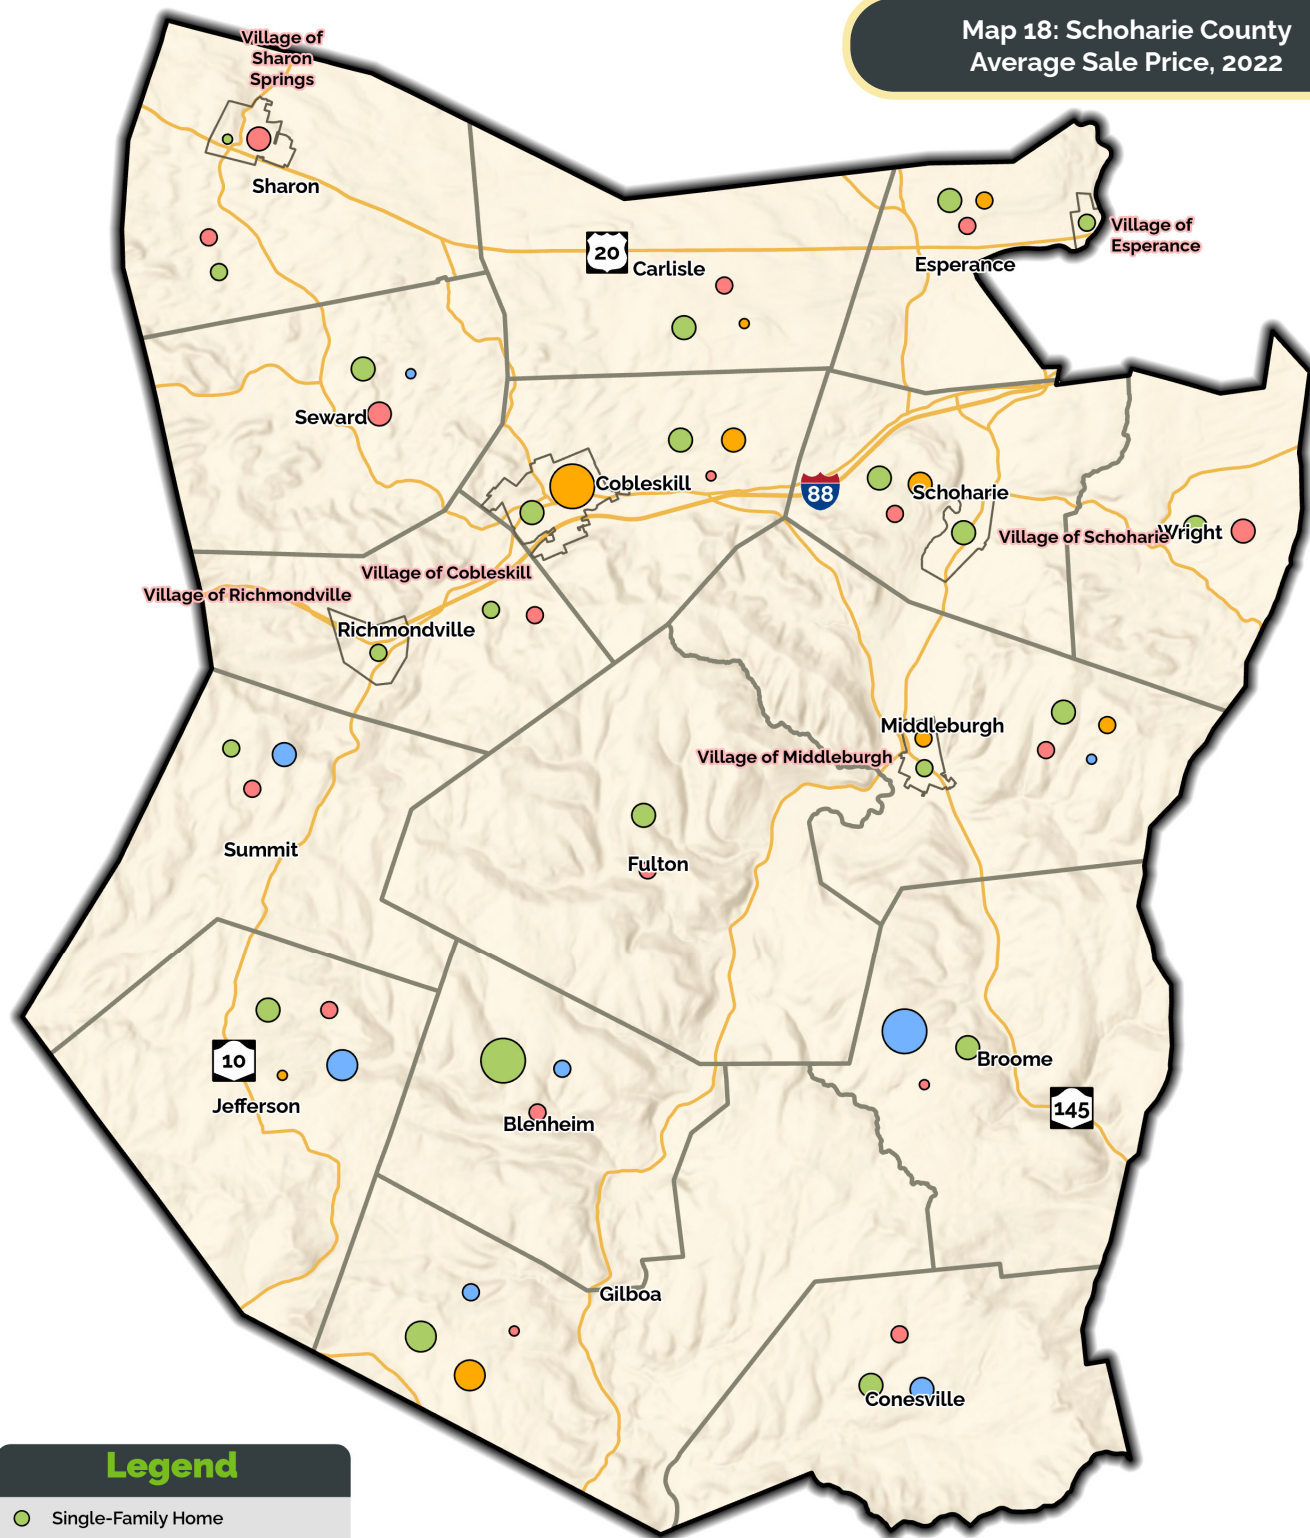 Map 18: Schoharie County
Average Sale Price, 2022
Village of
Sharon
Springs
Sharon
Village of
Esperance
Esperance
20
Carlisle
Seward
Cobleskill
88
Schoharie
Village of Schoharie
Wright
Village of Cobleskill
Village of Richmondville
Richmondville
Middleburgh
Village of Middleburgh
Summit
Fulton
10
Jefferson
Broome
145
Blenheim
Gilboa
Conesville
Legend
Single-Family Home